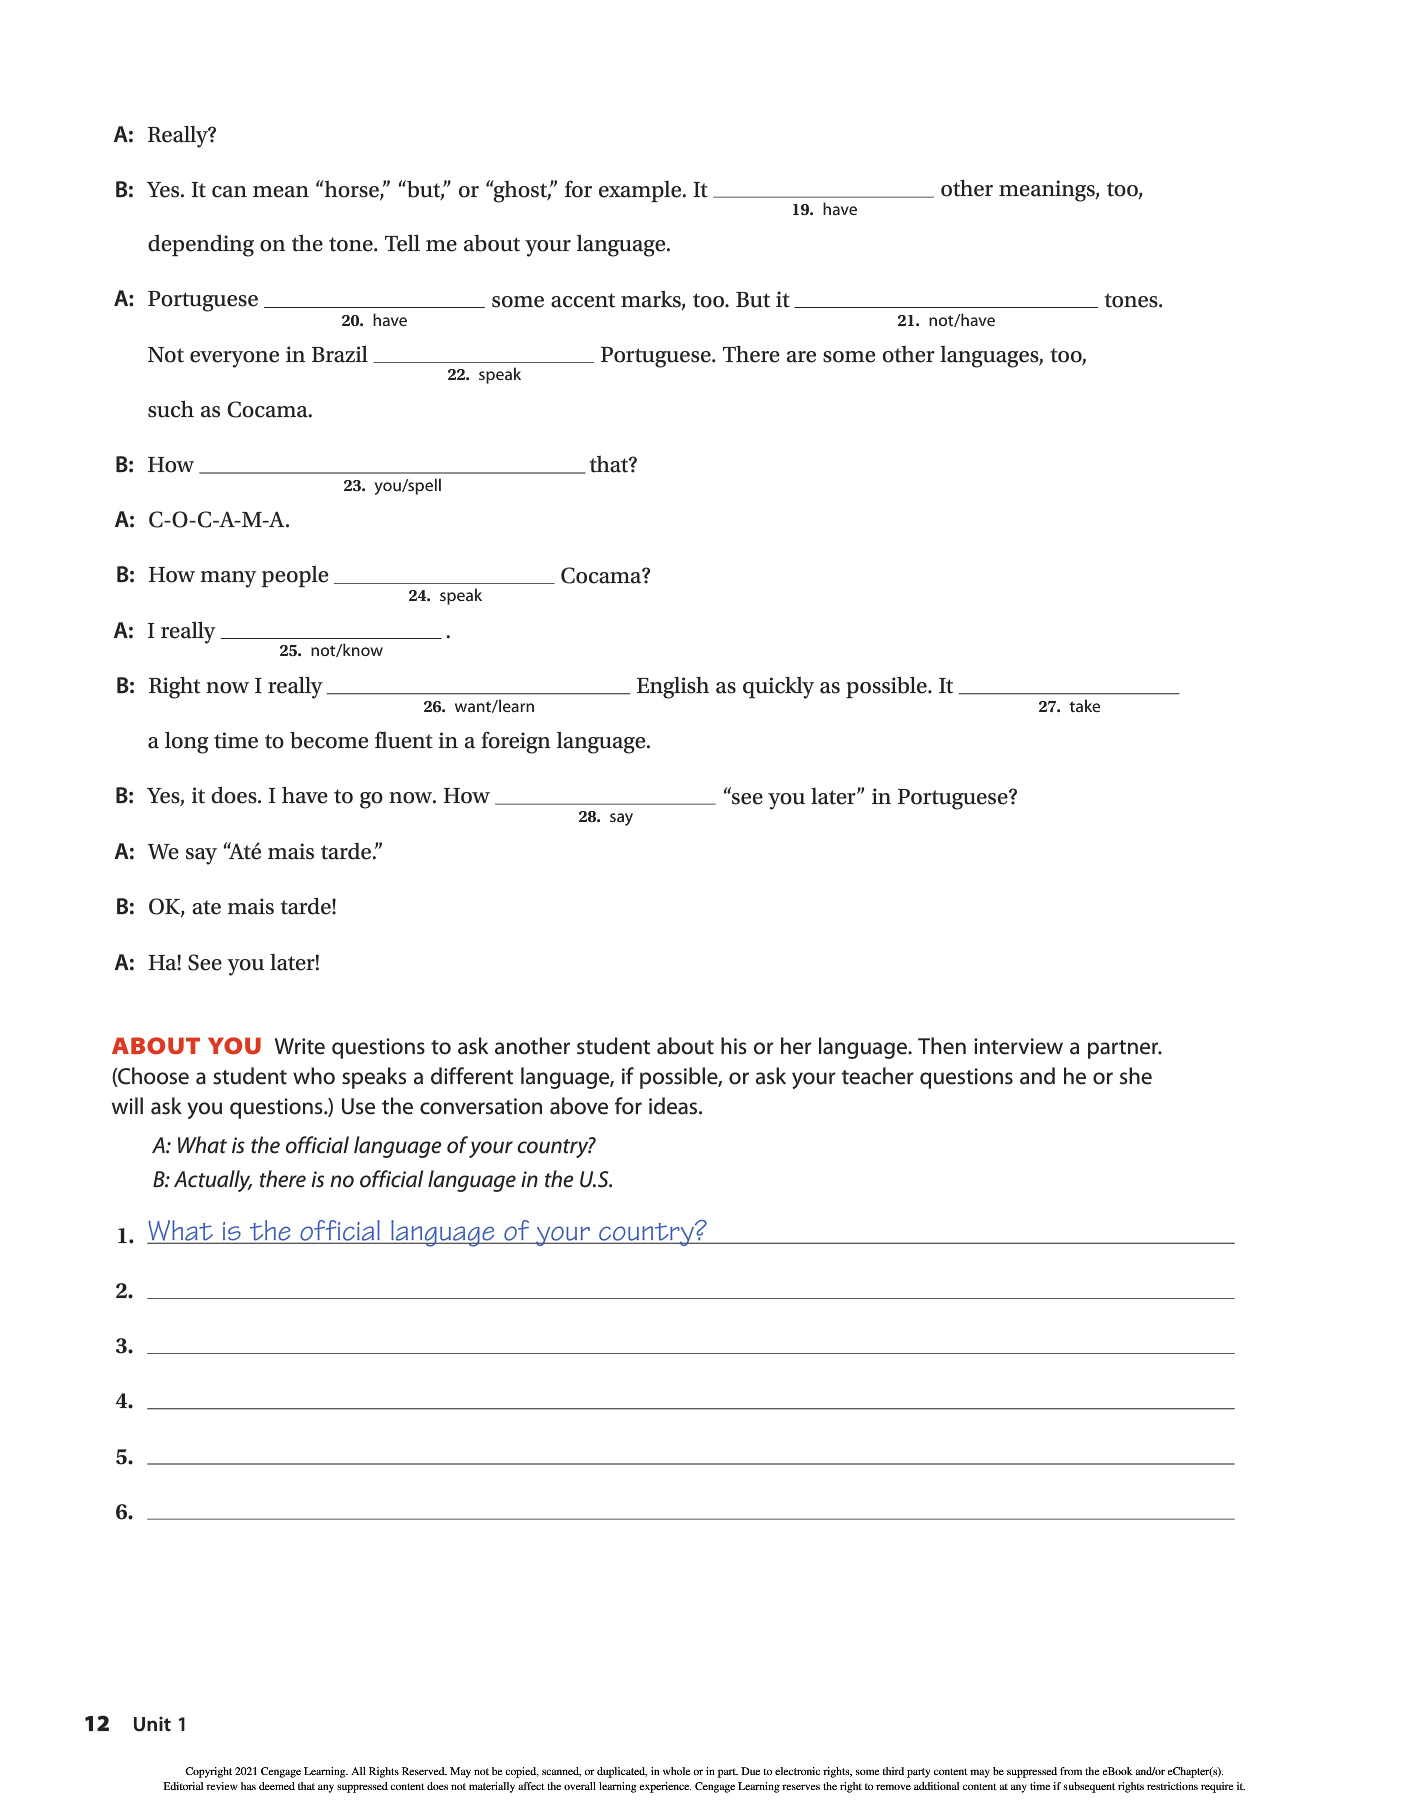 A: Really?
B: Yes. It can mean “horse,” “but,” or “ghost,” for example. It ____________________ other meanings, too,
19. have
depending on the tone. Tell me about your language.
A: Portuguese ____________________ some accent marks, too. But it ____________________ tones.
20. have 21. not/have
Not everyone in Brazil ____________________ Portuguese. There are some other languages, too,
22. speak
such as Cocama.
B: How ____________________ that?
23. you/spell
A: C-O-C-A-M-A.
B: How many people ____________________ Cocama?
24. speak
A: I really ____________________ .
25. not/know
B: Right now I really ____________________ English as quickly as possible. It ____________________
26. want/learn 27. take
a long time to become fluent in a foreign language.
B: Yes, it does. I have to go now. How ____________________ “see you later” in Portuguese?
28. say
A: We say “Até mais tarde.”
B: OK, ate mais tarde!
A: Ha! See you later!
ABOUT YOU Write questions to ask another student about his or her language. Then interview a partner.
(Choose a student who speaks a different language, if possible, or ask your teacher questions and he or she
will ask you questions.) Use the conversation above for ideas.
A: What is the official language of your country?
B: Actually, there is no official language in the U.S.
1. What is the official language of your country?
2.
3.
4.
5.
6.
12 Unit 1
Copyright 2021 Cengage Learning. All Rights Reserved. May not be copied, scanned, or duplicated, in whole or in part. Due to electronic rights, some third party content may be suppressed from the eBook and/or eChapter(s).
Editorial review has deemed that any suppressed content does not materially affect the overall learning experience. Cengage Learning reserves the right to remove additional content at any time if subsequent rights restrictions require it.